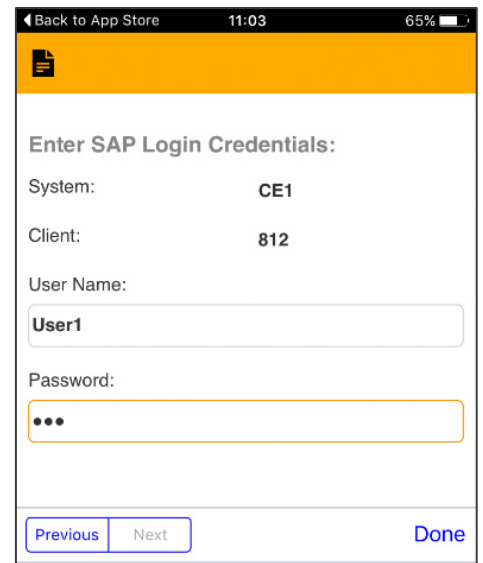 Back to App Store 11:03 65%
Enter SAP Login Credentials:
System: CE1
Client: 812
User Name:
User1
Password:
•••
Previous Next Done